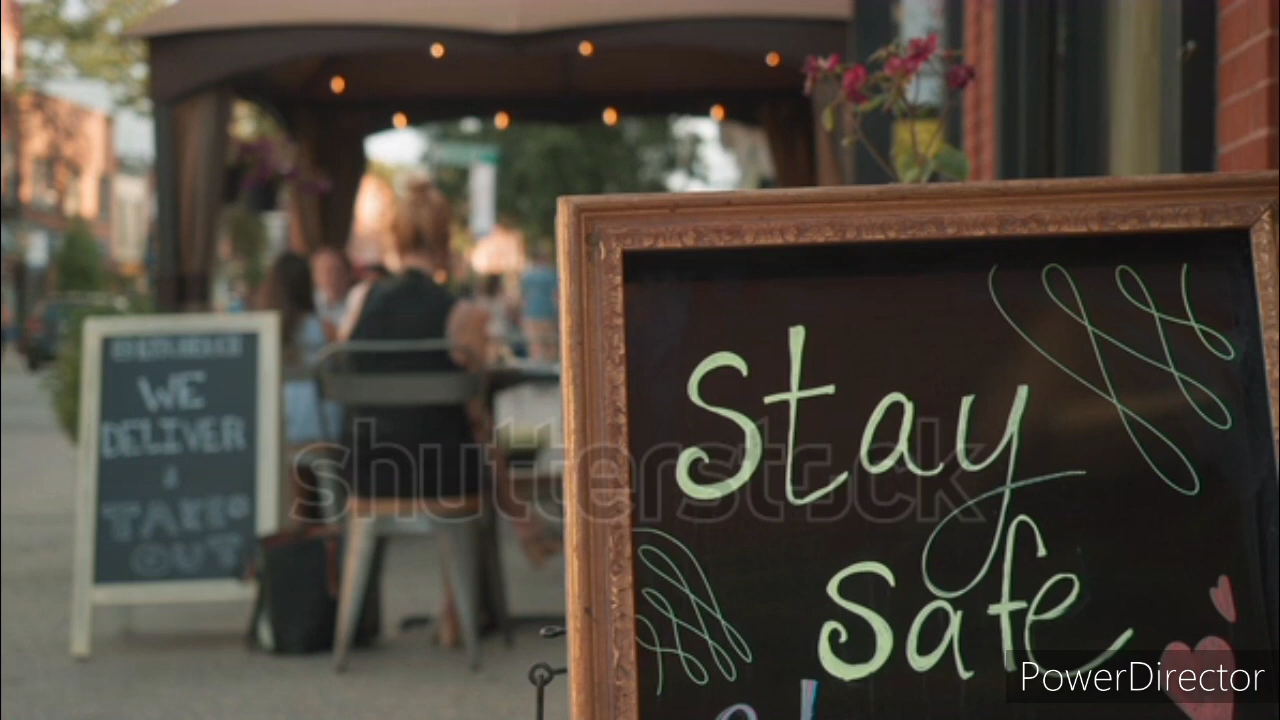 WE
DELIVER
&
TAKE
OUT
Stay
Safe
shutterstock
PowerDirector